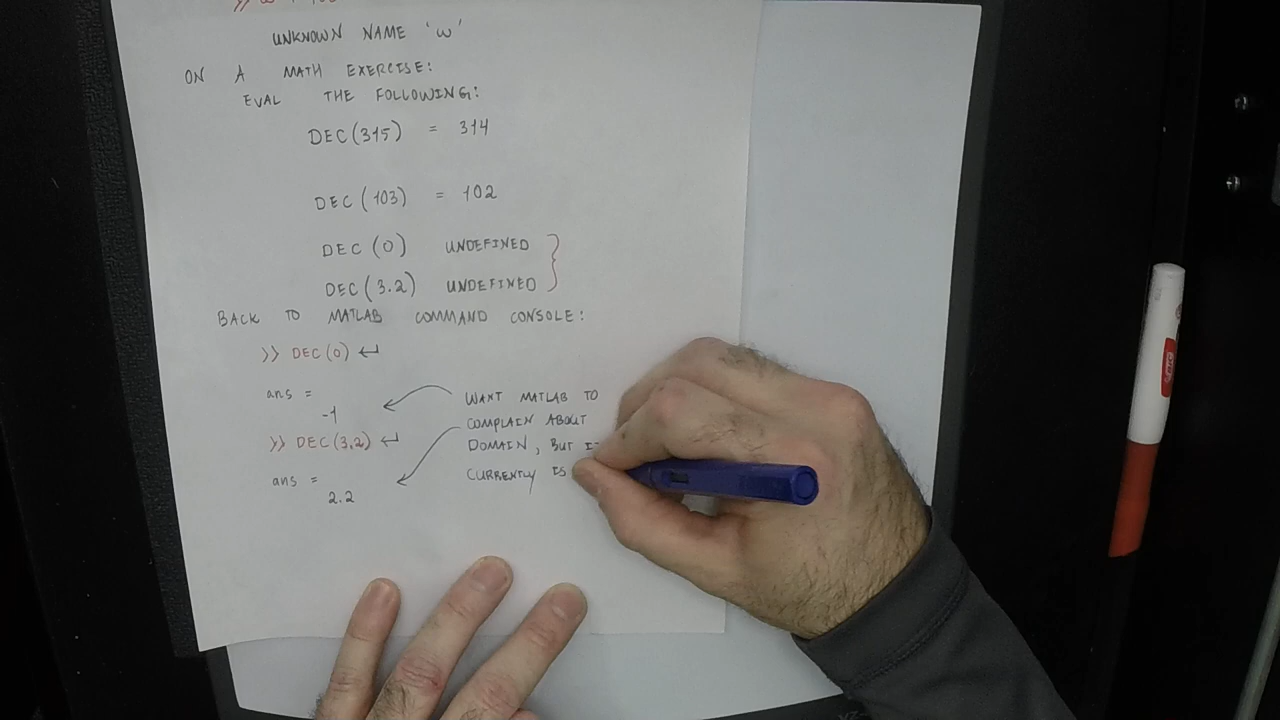 UNKNOWN NAME 'W'
ON A MATH EXERCISE:
EVAL THE FOLLOWING:
DEC(315) = 314
DEC(103) = 102
DEC(0) UNDEFINED
DEC(3.2) UNDEFINED
BACK TO MATLAB COMMAND CONSOLE:
>> DEC(0) ↵
ans =
-1
>> DEC(3.2) ↵
ans =
2.2
WANT MATLAB TO
COMPLAIN ABOUT
DOMAIN, BUT
CURRENTLY IS